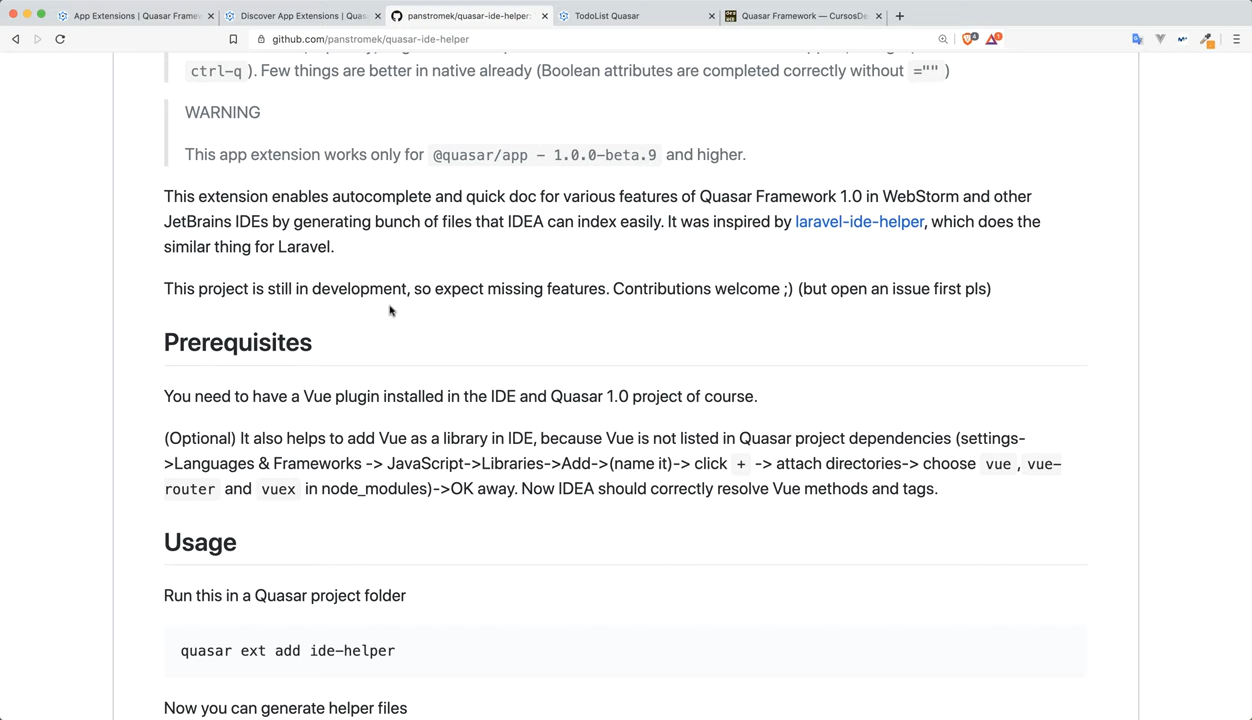 App Extensions | Quasar Framew
Discover App Extensions | Quas
panstromek/quasar-ide-helper:
TodoList Quasar
Quasar Framework — CursosDe
github.com/panstromek/quasar-ide-helper
ctrl-q ). Few things are better in native already (Boolean attributes are completed correctly without ="" )
WARNING
This app extension works only for @quasar/app - 1.0.0-beta.9 and higher.
This extension enables autocomplete and quick doc for various features of Quasar Framework 1.0 in WebStorm and other
JetBrains IDEs by generating bunch of files that IDEA can index easily. It was inspired by laravel-ide-helper, which does the
similar thing for Laravel.
This project is still in development, so expect missing features. Contributions welcome ;) (but open an issue first pls)
Prerequisites
You need to have a Vue plugin installed in the IDE and Quasar 1.0 project of course.
(Optional) It also helps to add Vue as a library in IDE, because Vue is not listed in Quasar project dependencies (settings-
>Languages & Frameworks -> JavaScript->Libraries->Add->(name it)-> click + -> attach directories-> choose vue , vue-
router and vuex in node_modules)->OK away. Now IDEA should correctly resolve Vue methods and tags.
Usage
Run this in a Quasar project folder
quasar ext add ide-helper
Now you can generate helper files